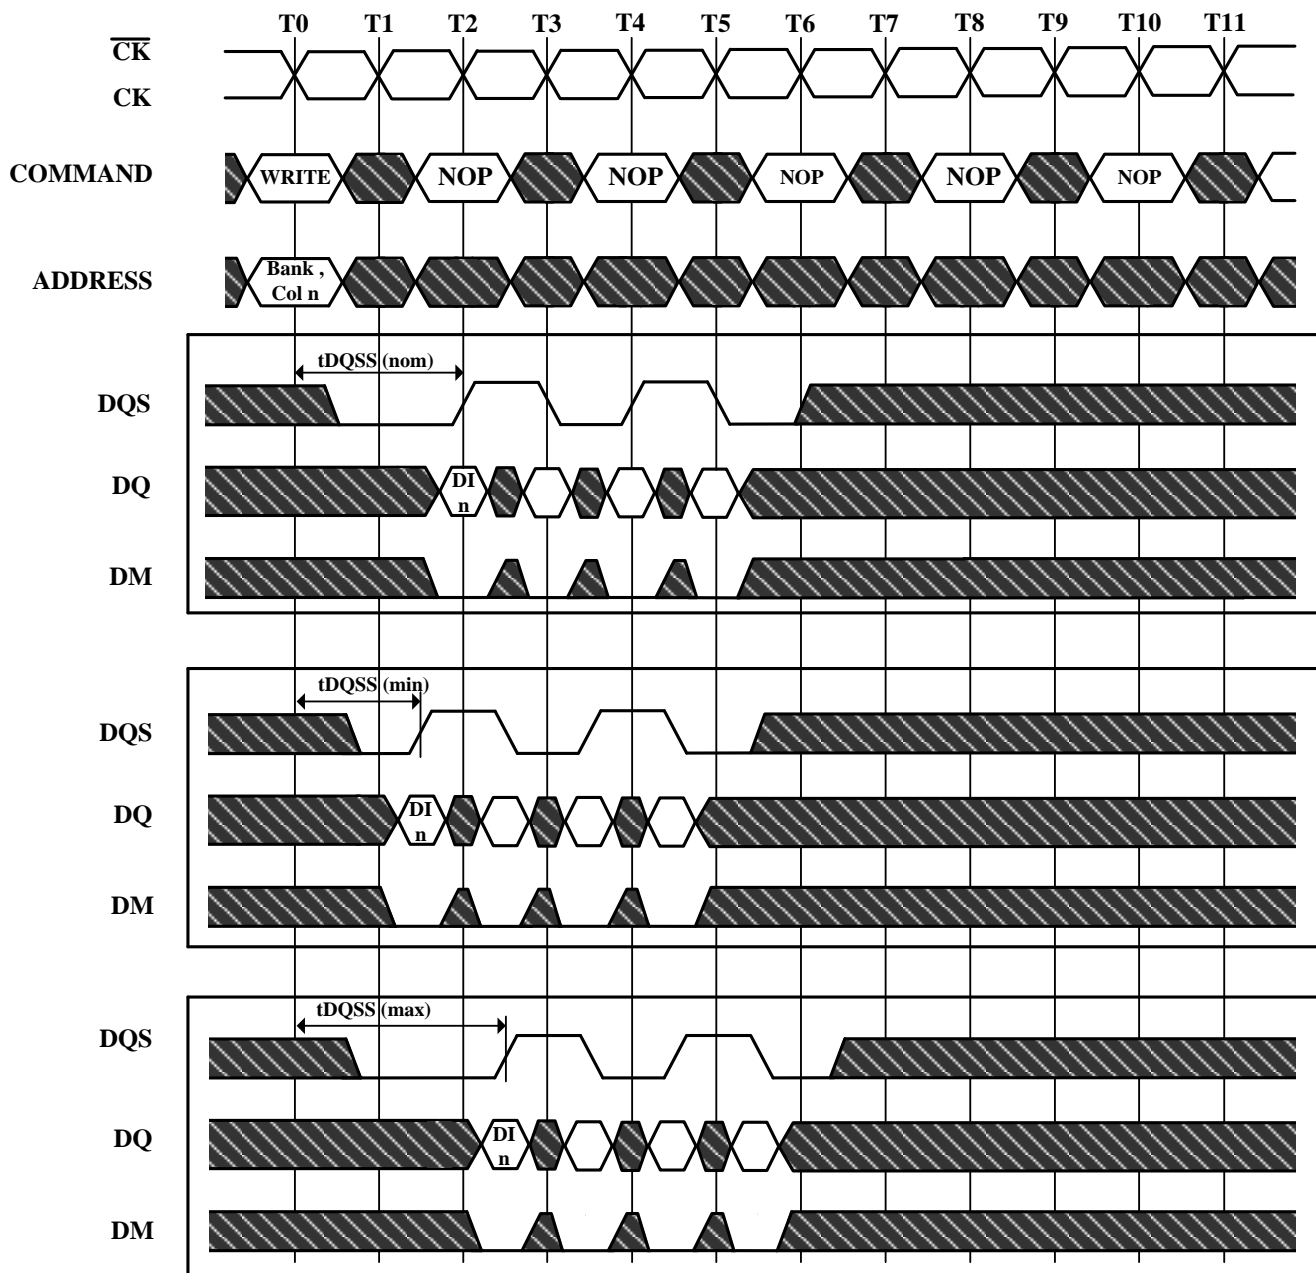 T0 T1 T2 T3 T4 T5 T6 T7 T8 T9 T10 T11
CK
CK
COMMAND WRITE NOP NOP NOP NOP NOP
ADDRESS Bank ,
Col n
tDQSS (nom)
DQS
DQ DI
n
DM
tDQSS (min)
DQS
DQ DI
n
DM
tDQSS (max)
DQS
DQ DI
n
DM